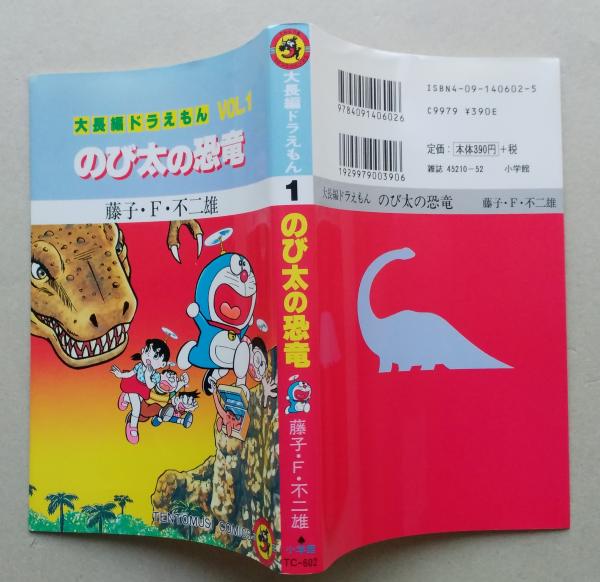 大長編ドラえもん VOL.1
のび太の恐竜
藤子・F・不二雄
TENTOMUSI COMICS
大長編ドラえもん
1
のび太の恐竜
藤子・F・不二雄
小学館
TC-602
9784091406026
1929979003906
ISBN4-09-140602-5
C9979 ¥390E
定価：本体390円+税
雑誌 45210-52 小学館
大長編ドラえもん のび太の恐竜 藤子・F・不二雄